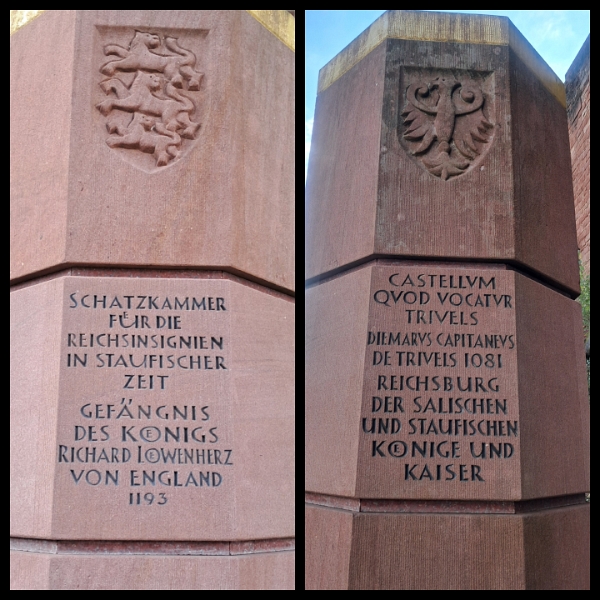 SCHATZKAMMER
FÜR DIE
REICHSINSIGNIEN
IN STAUFISCHER
ZEIT
GEFÄNGNIS
DES KÖNIGS
RICHARD LÖWENHERZ
VON ENGLAND
1193
CASTELLVM
QVOD VOCATVR
TRIVELS
DIEMARVS CAPITANEVS
DE TRIVELS 1081
REICHSBURG
DER SALISCHEN
UND STAUFISCHEN
KÖNIGE UND
KAISER